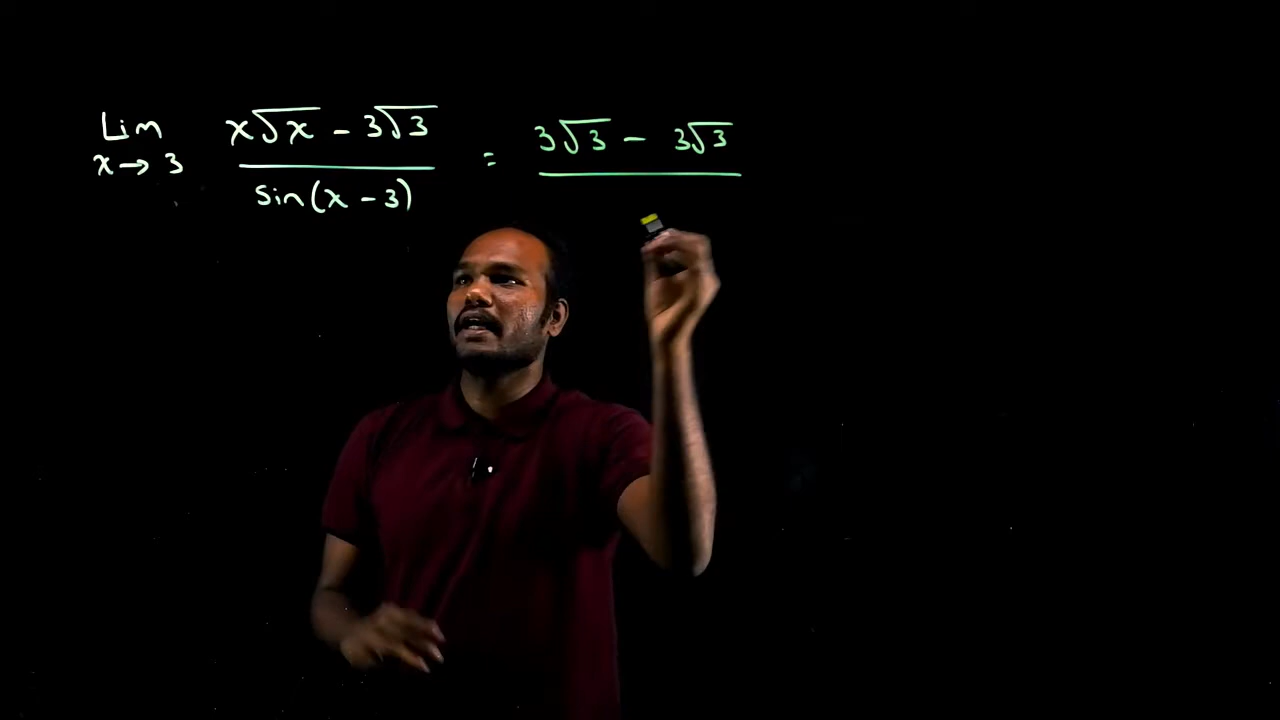 Lim x→3 x√x - 3√3 / sin(x - 3) = 3√3 - 3√3